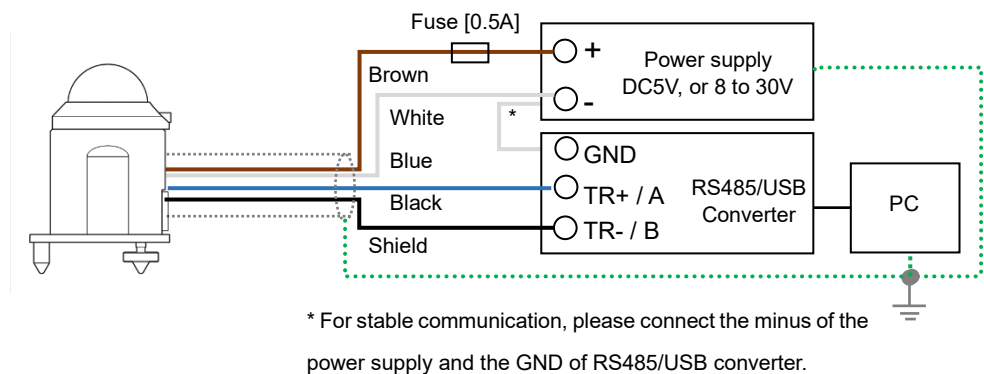 Fuse [0.5A]
+
Power supply
DC5V, or 8 to 30V
Brown
-
White
*
Blue
GND
TR+ / A
RS485/USB
Converter
PC
Black
TR- / B
Shield
* For stable communication, please connect the minus of the
power supply and the GND of RS485/USB converter.